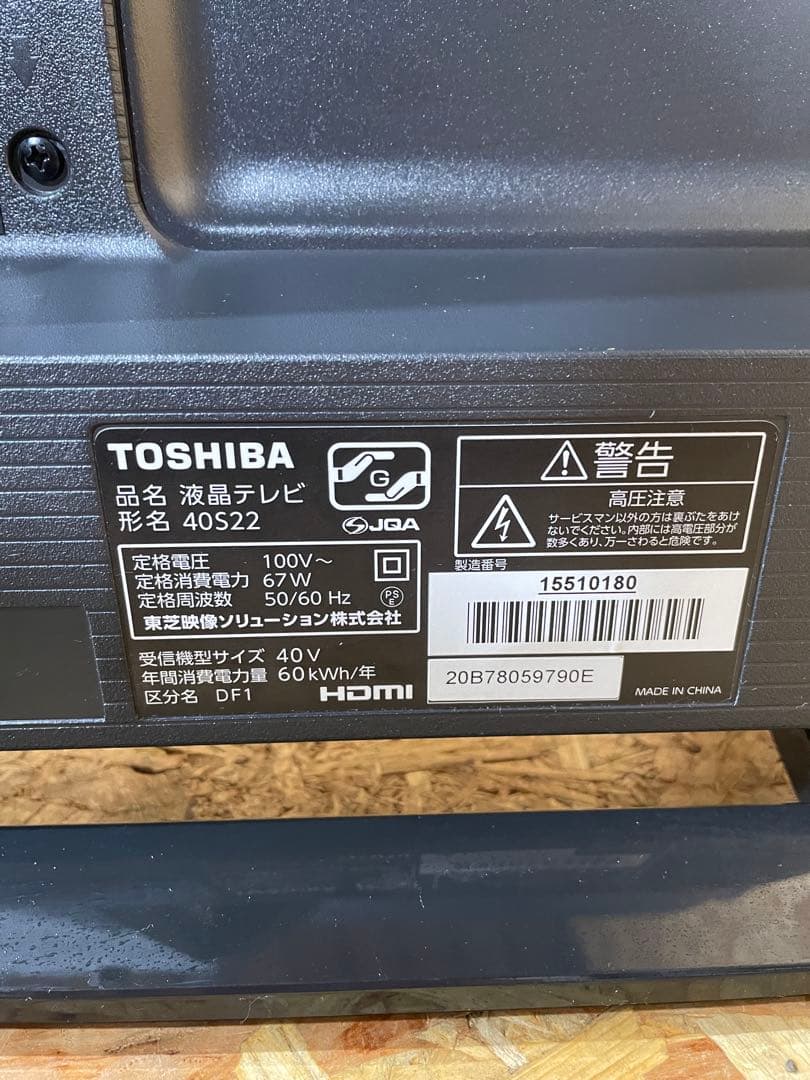 TOSHIBA
品名 液晶テレビ
形名 40S22
G
JQA
定格電圧 100V～
定格消費電力 67W
定格周波数 50/60 Hz
PS
E
東芝映像ソリューション株式会社
受信機型サイズ 40V
年間消費電力量 60kWh/年
区分名 DF1
HDMI
警告
高圧注意
サービスマン以外の方は裏ぶたをあけ
ないでください。内部には高電圧部分が
数多くあり、万一さわると危険です。
製造番号
15510180
20B78059790E
MADE IN CHINA